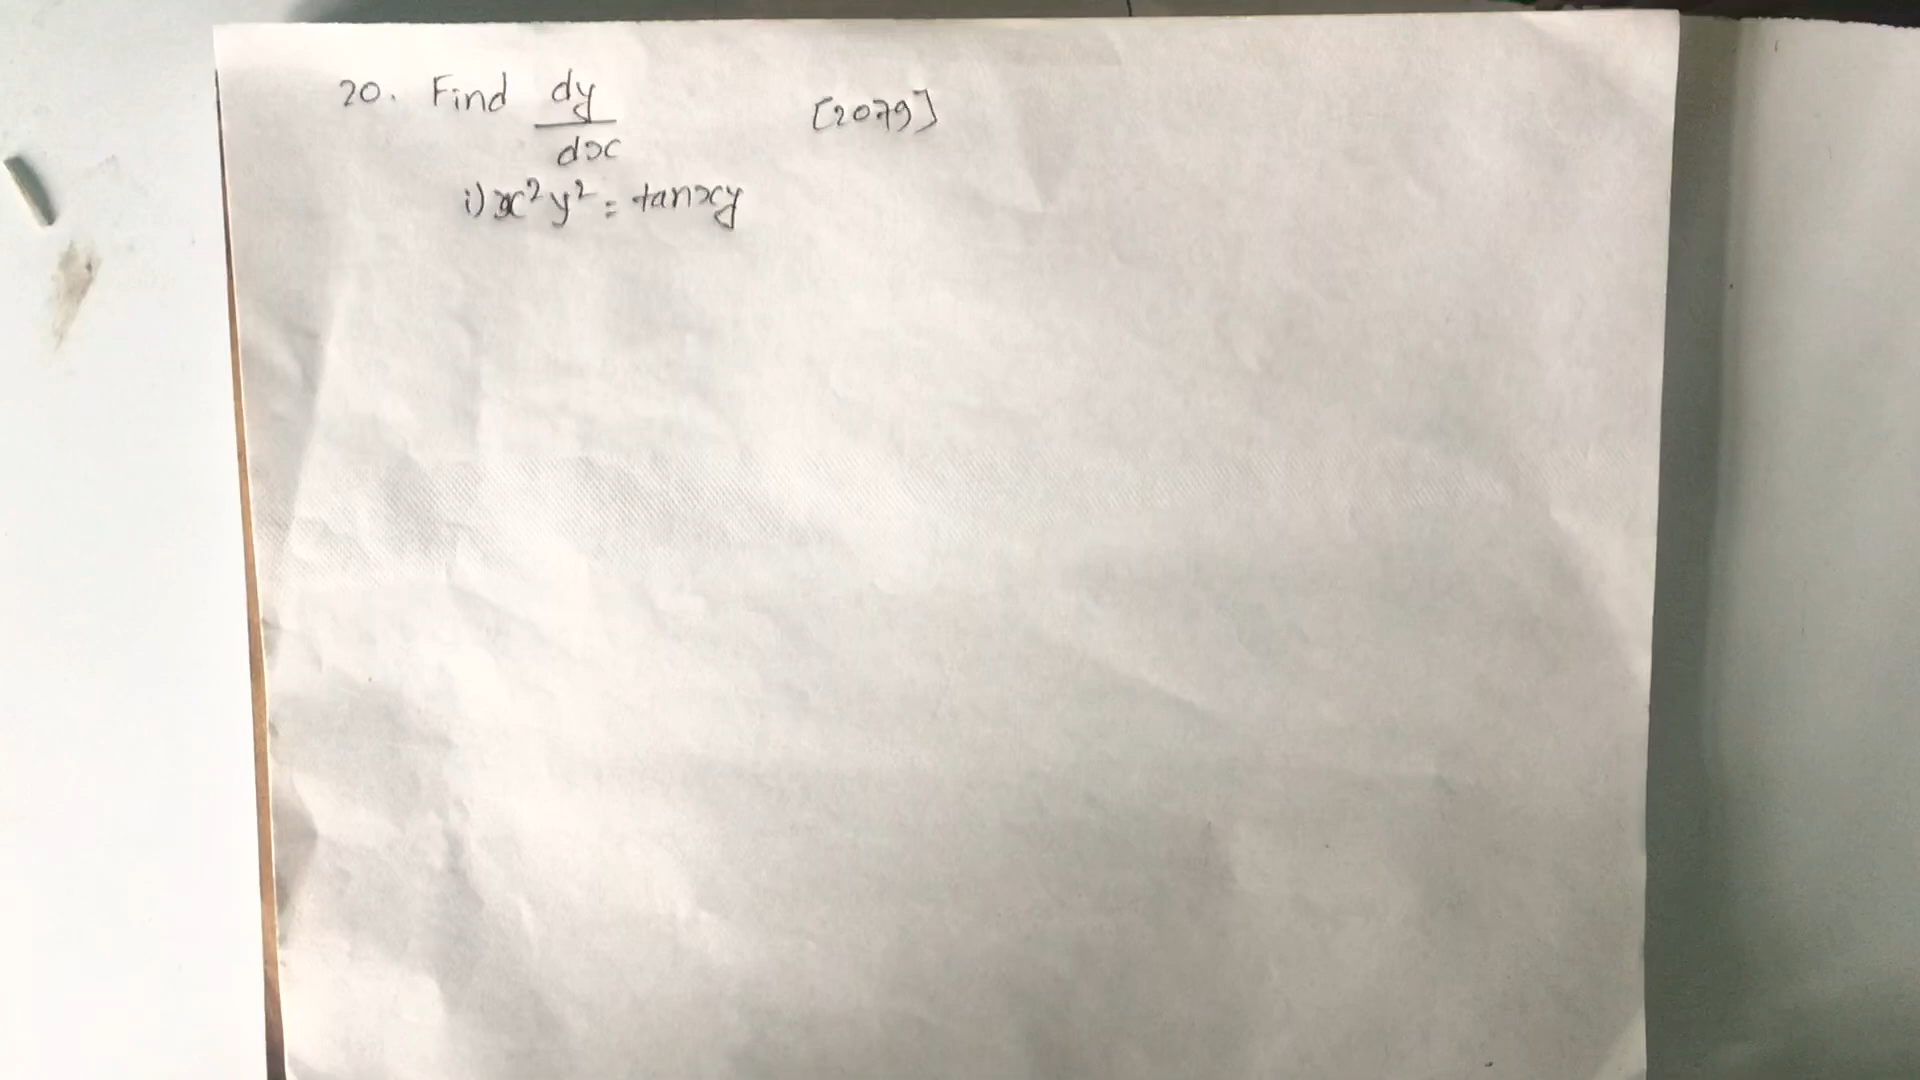 20. Find dy/dx [2079]
i) x²y² = tanxy